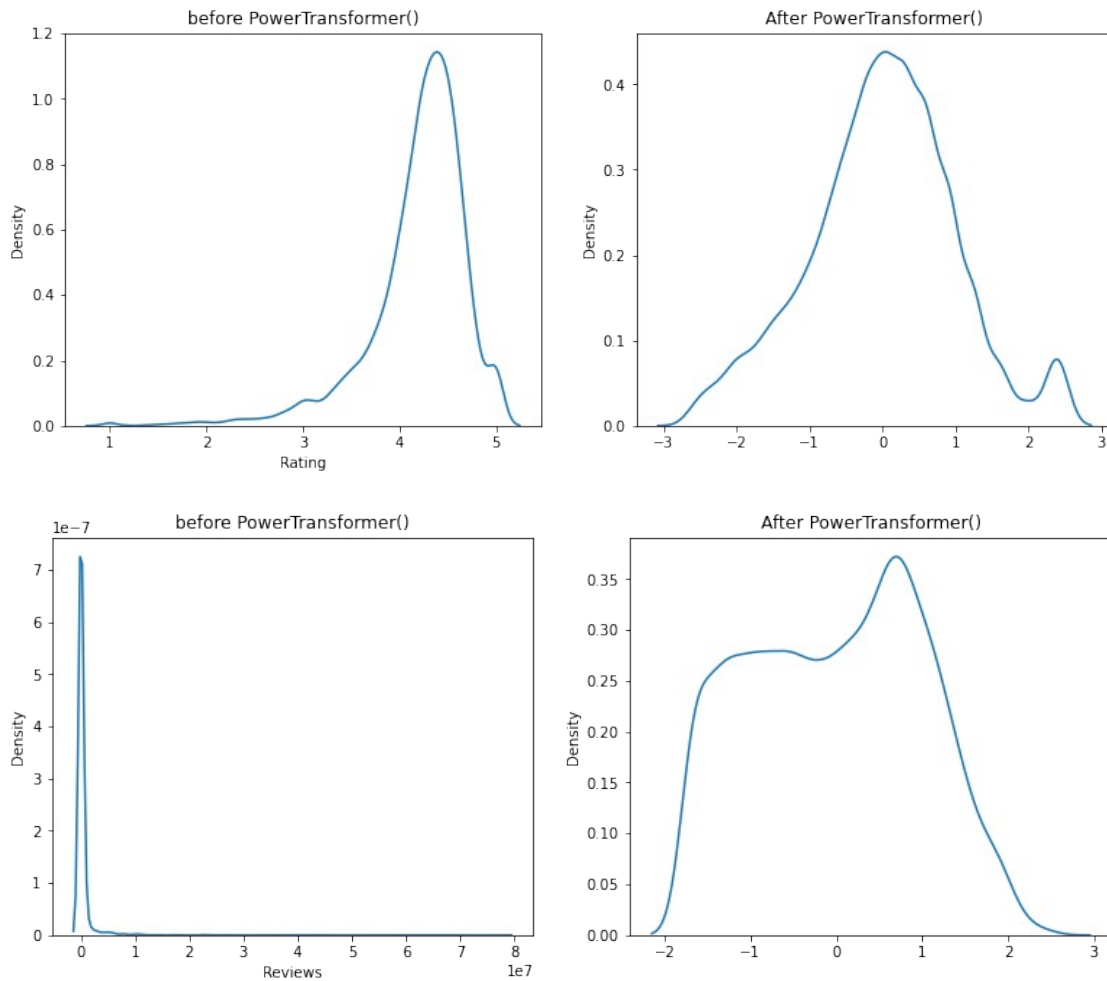 before PowerTransformer()
After PowerTransformer()
1.2
1.0
0.8
0.6
0.4
0.2
0.0
Density
1 2 3 4 5
Rating
0.4
0.3
0.2
0.1
0.0
Density
−3 −2 −1 0 1 2 3
before PowerTransformer()
After PowerTransformer()
1e−7
7
6
5
4
3
2
1
0
Density
0 1 2 3 4 5 6 7 8
1e7
Reviews
0.35
0.30
0.25
0.20
0.15
0.10
0.05
0.00
Density
−2 −1 0 1 2 3